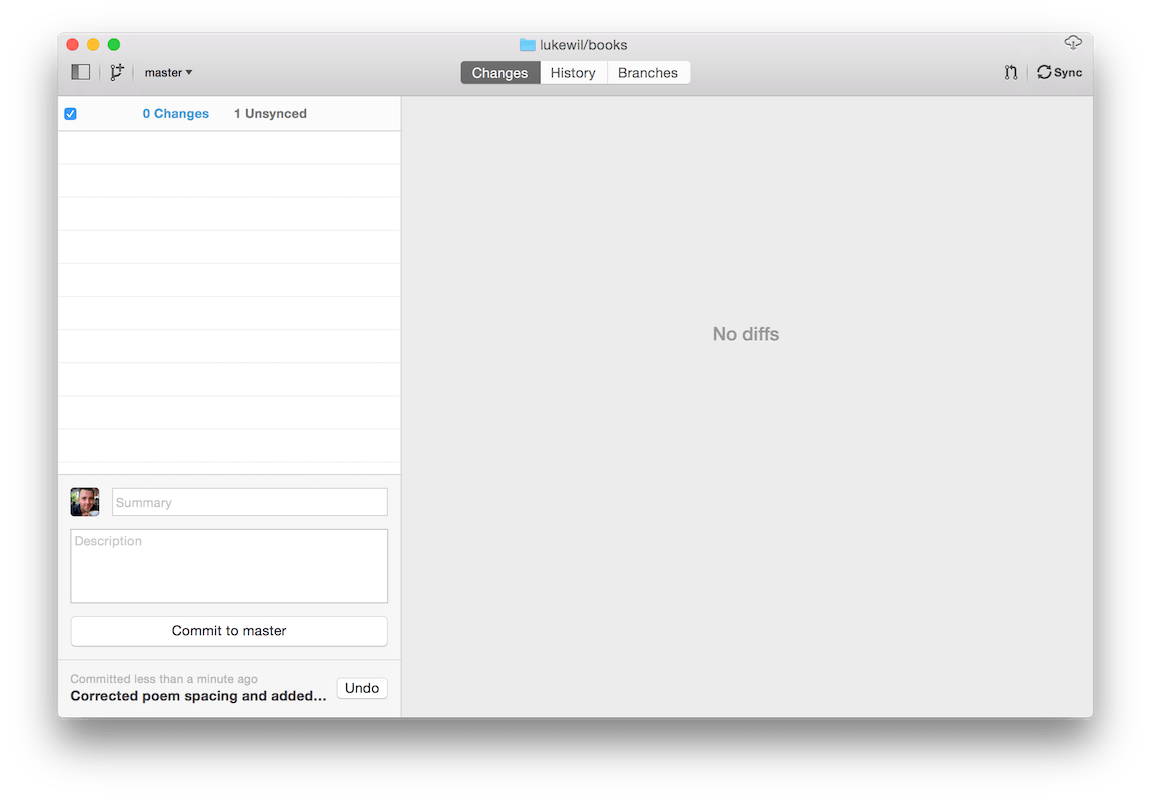 lukewil/books
master
Changes History Branches
Sync
0 Changes 1 Unsynced
No diffs
Summary
Description
Commit to master
Committed less than a minute ago
Corrected poem spacing and added...
Undo